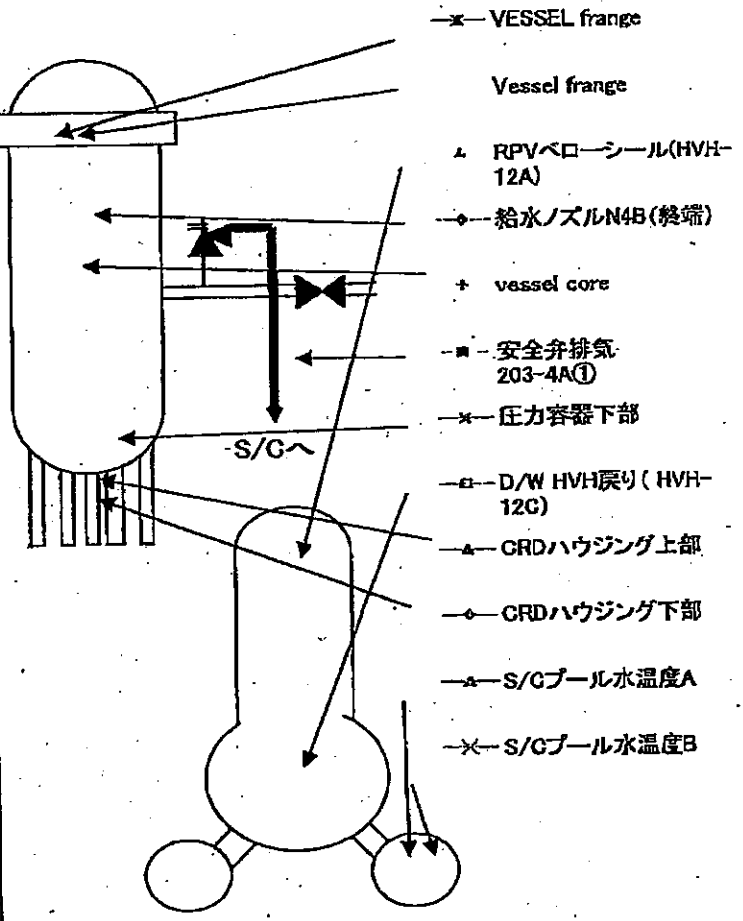 VESSEL frange
Vessel frange
RPVベローシール(HVH-
12A)
給水ノズルN4B(終端)
vessel core
安全弁排気
203-4A①
圧力容器下部
S/Cへ
D/W HVH戻り( HVH-
12C)
CRDハウジング上部
CRDハウジング下部
S/Cプール水温度A
S/Cプール水温度B